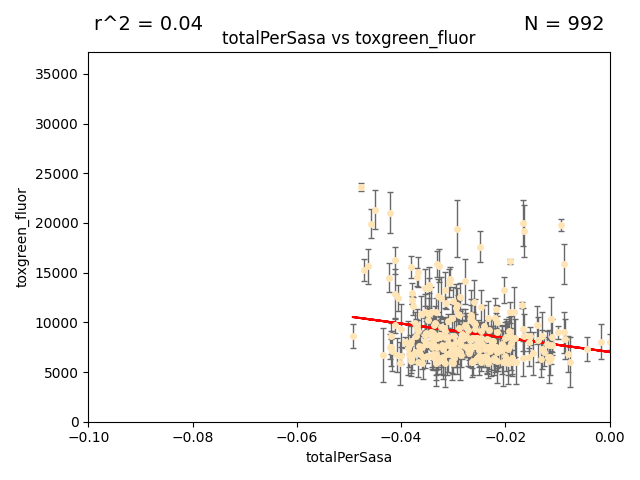 r^2 = 0.04
N = 992
totalPerSasa vs toxgreen_fluor
toxgreen_fluor
35000
30000
25000
20000
15000
10000
5000
0
−0.10
−0.08
−0.06
−0.04
−0.02
0.00
totalPerSasa